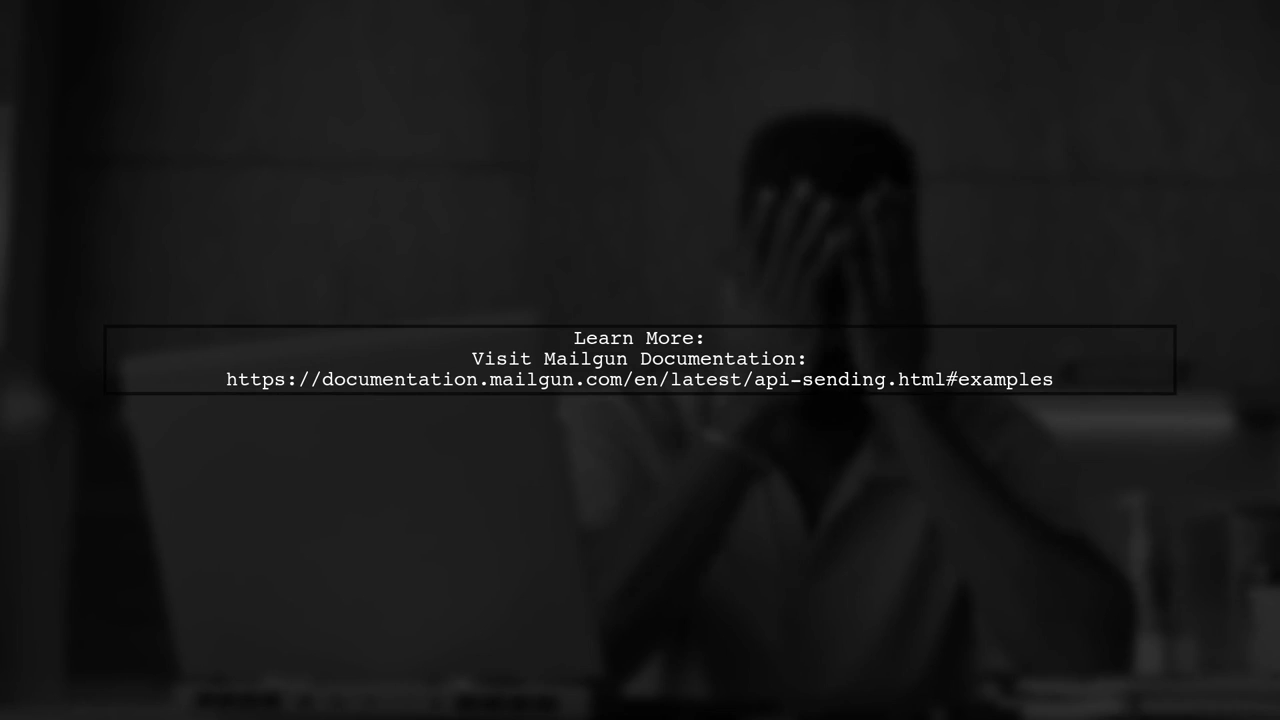 Learn More:
Visit Mailgun Documentation:
https://documentation.mailgun.com/en/latest/api-sending.html#examples